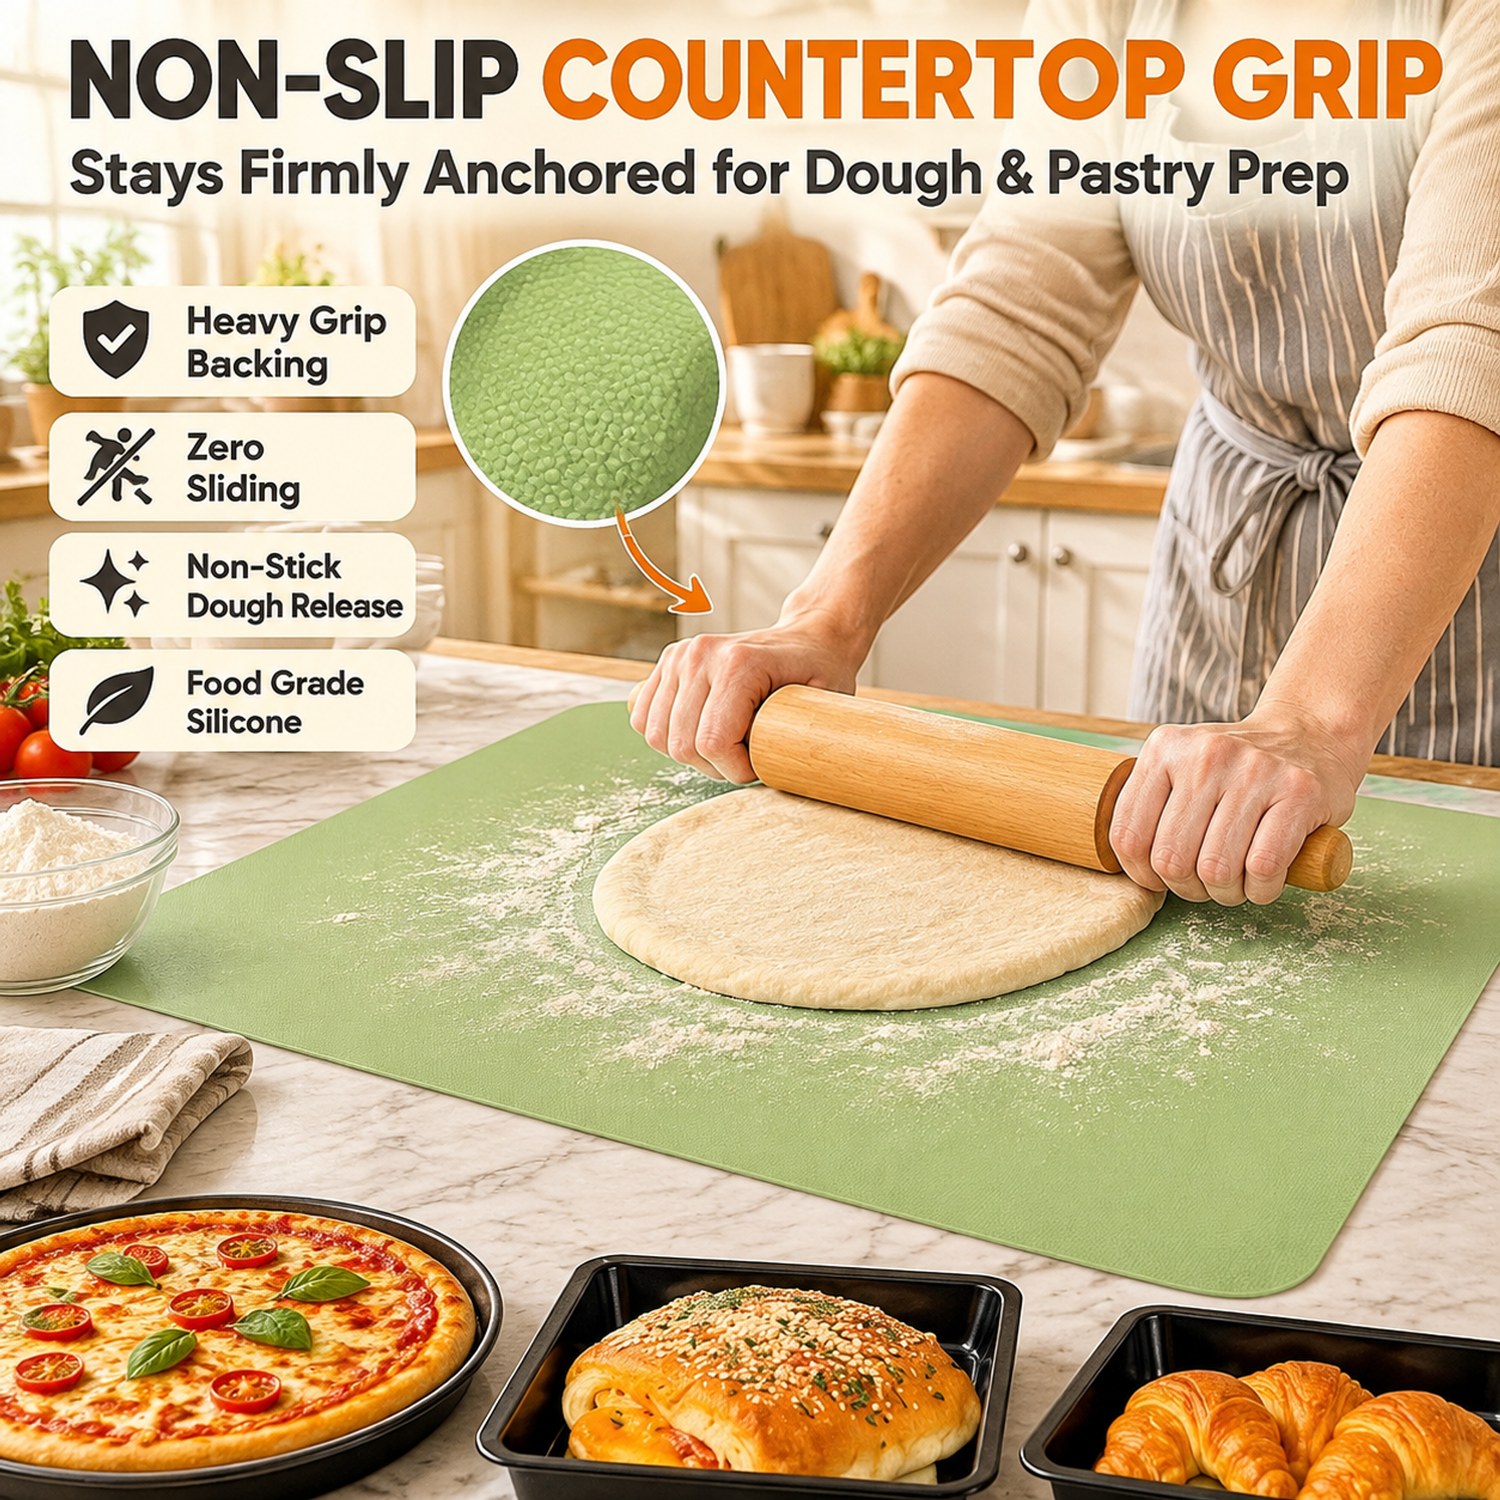 NON-SLIP COUNTERTOP GRIP
Stays Firmly Anchored for Dough & Pastry Prep
Heavy Grip
Backing
Zero
Sliding
Non-Stick
Dough Release
Food Grade
Silicone